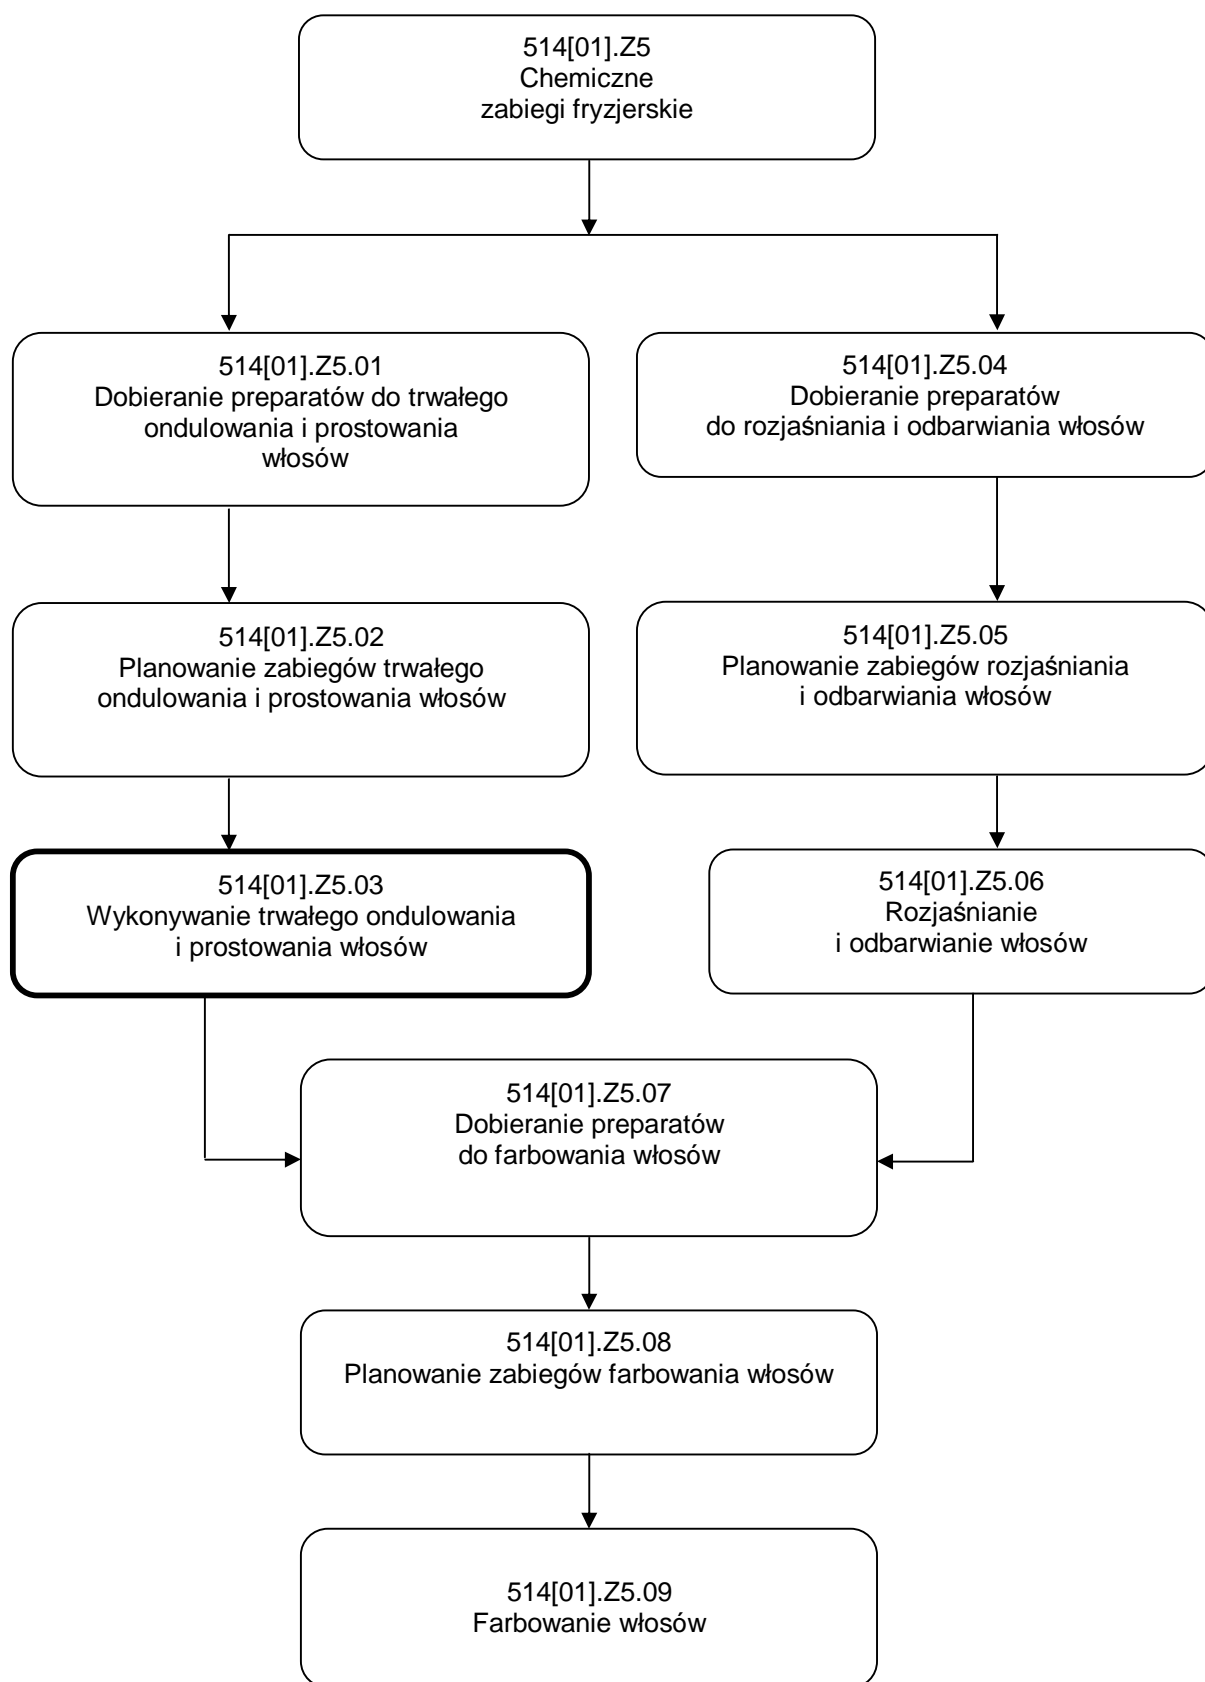 514[01].Z5
Chemiczne
zabiegi fryzjerskie
514[01].Z5.01
Dobieranie preparatów do trwałego
ondulowania i prostowania
włosów
514[01].Z5.04
Dobieranie preparatów
do rozjaśniania i odbarwiania włosów
514[01].Z5.02
Planowanie zabiegów trwałego
ondulowania i prostowania włosów
514[01].Z5.05
Planowanie zabiegów rozjaśniania
i odbarwiania włosów
514[01].Z5.03
Wykonywanie trwałego ondulowania
i prostowania włosów
514[01].Z5.06
Rozjaśnianie
i odbarwianie włosów
514[01].Z5.07
Dobieranie preparatów
do farbowania włosów
514[01].Z5.08
Planowanie zabiegów farbowania włosów
514[01].Z5.09
Farbowanie włosów